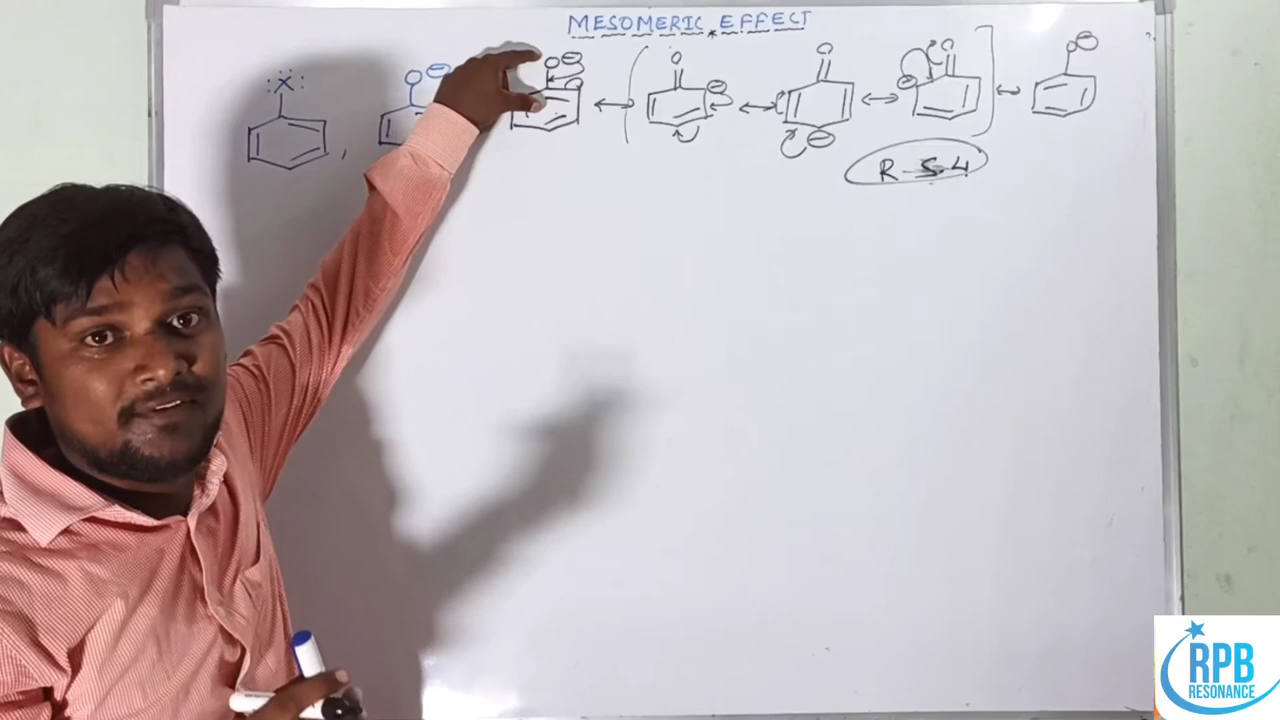 MESOMERIC EFFECT
X , O⊖ O⊖ ↔ ( O ⊖ ↔ O ⊖ ↔ O ⊖ ] ↔ O⊖
R-S-4
RPB
RESONANCE